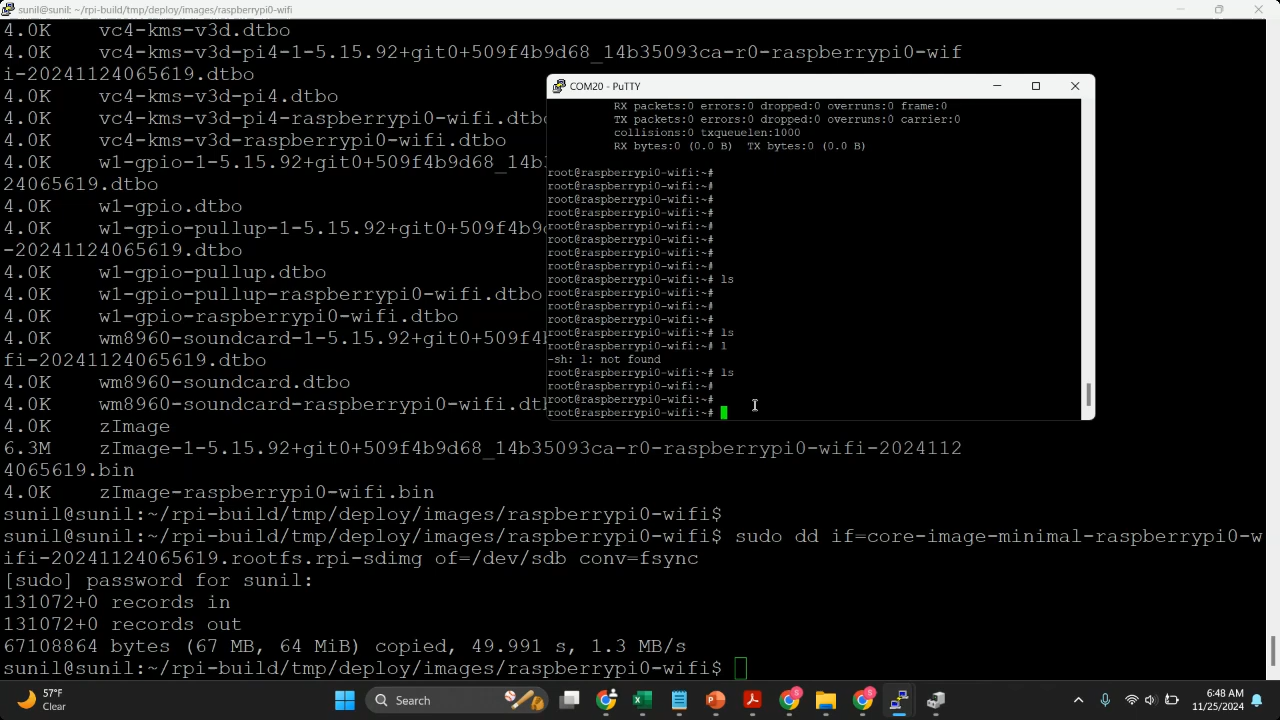 sunil@sunil: ~/rpi-build/tmp/deploy/images/raspberrypi0-wifi
4.0K vc4-kms-v3d.dtbo
4.0K vc4-kms-v3d-pi4-1-5.15.92+git0+509f4b9d68_14b35093ca-r0-raspberrypi0-wif
i-20241124065619.dtbo
4.0K vc4-kms-v3d-pi4.dtbo
4.0K vc4-kms-v3d-pi4-raspberrypi0-wifi.dtb
4.0K vc4-kms-v3d-raspberrypi0-wifi.dtbo
4.0K w1-gpio-1-5.15.92+git0+509f4b9d68_14b
24065619.dtbo
4.0K w1-gpio.dtbo
4.0K w1-gpio-pullup-1-5.15.92+git0+509f4b9d
-20241124065619.dtbo
4.0K w1-gpio-pullup.dtbo
4.0K w1-gpio-pullup-raspberrypi0-wifi.dtbo
4.0K w1-gpio-raspberrypi0-wifi.dtbo
4.0K wm8960-soundcard-1-5.15.92+git0+509f4b
fi-20241124065619.dtbo
4.0K wm8960-soundcard.dtbo
4.0K wm8960-soundcard-raspberrypi0-wifi.dtb
4.0K zImage
6.3M zImage-1-5.15.92+git0+509f4b9d68_14b35093ca-r0-raspberrypi0-wifi-2024112
4065619.bin
4.0K zImage-raspberrypi0-wifi.bin
sunil@sunil:~/rpi-build/tmp/deploy/images/raspberrypi0-wifi$
sunil@sunil:~/rpi-build/tmp/deploy/images/raspberrypi0-wifi$ sudo dd if=core-image-minimal-raspberrypi0-w
ifi-20241124065619.rootfs.rpi-sdimg of=/dev/sdb conv=fsync
[sudo] password for sunil:
131072+0 records in
131072+0 records out
67108864 bytes (67 MB, 64 MiB) copied, 49.991 s, 1.3 MB/s
sunil@sunil:~/rpi-build/tmp/deploy/images/raspberrypi0-wifi$
COM20 - PuTTY
RX packets:0 errors:0 dropped:0 overruns:0 frame:0
TX packets:0 errors:0 dropped:0 overruns:0 carrier:0
collisions:0 txqueuelen:1000
RX bytes:0 (0.0 B) TX bytes:0 (0.0 B)
root@raspberrypi0-wifi:~#
root@raspberrypi0-wifi:~#
root@raspberrypi0-wifi:~#
root@raspberrypi0-wifi:~#
root@raspberrypi0-wifi:~#
root@raspberrypi0-wifi:~#
root@raspberrypi0-wifi:~#
root@raspberrypi0-wifi:~#
root@raspberrypi0-wifi:~# ls
root@raspberrypi0-wifi:~#
root@raspberrypi0-wifi:~#
root@raspberrypi0-wifi:~#
root@raspberrypi0-wifi:~# ls
root@raspberrypi0-wifi:~# l
-sh: l: not found
root@raspberrypi0-wifi:~# ls
root@raspberrypi0-wifi:~#
root@raspberrypi0-wifi:~#
root@raspberrypi0-wifi:~#
57°F
Clear
Search
6:48 AM
11/25/2024